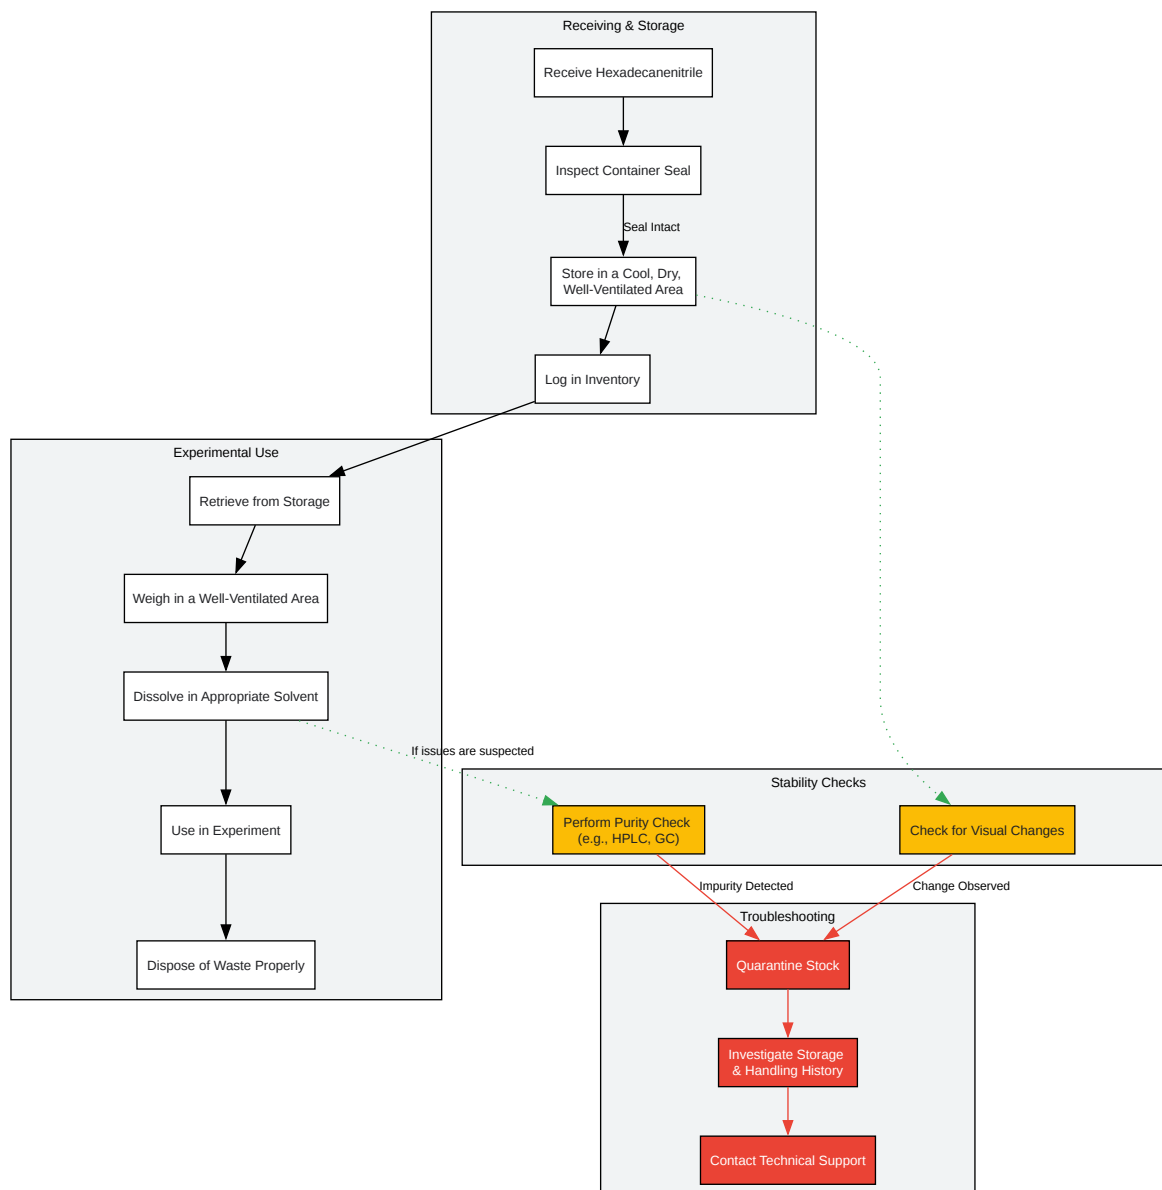 Receiving & Storage
Receive Hexadecanenitrile
Inspect Container Seal
Seal Intact
Store in a Cool, Dry,
Well-Ventilated Area
Log in Inventory
Experimental Use
Retrieve from Storage
Weigh in a Well-Ventilated Area
Dissolve in Appropriate Solvent
If issues are suspected
Use in Experiment
Dispose of Waste Properly
Stability Checks
Perform Purity Check
(e.g., HPLC, GC)
Check for Visual Changes
Impurity Detected
Change Observed
Troubleshooting
Quarantine Stock
Investigate Storage
& Handling History
Contact Technical Support